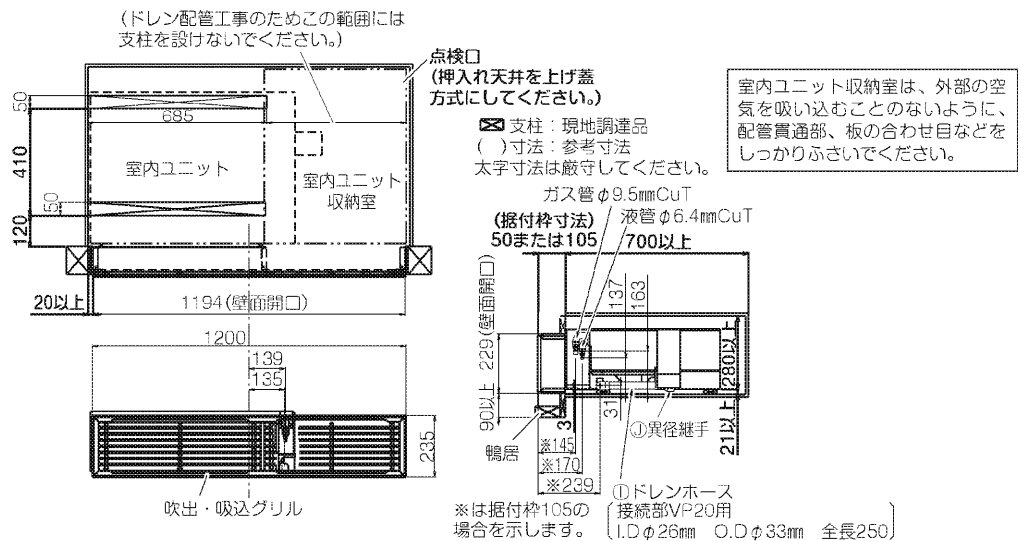 (ドレン配管工事のためこの範囲には
支柱を設けないでください。)
点検口
(押入れ天井を上げ蓋
方式にしてください。)
室内ユニット収納室は、外部の空
気を吸い込むことのないように、
配管貫通部、板の合わせ目などを
しっかりふさいでください。
支柱：現地調達品
( )寸法：参考寸法
太字寸法は厳守してください。
50
685
410
室内ユニット
室内ユニット
収納室
50
120
20以上
1194(壁面開口)
1200
139
135
235
吹出・吸込グリル
ガス管φ9.5mmCuT
液管φ6.4mmCuT
(据付枠寸法)
50または105
700以上
137
163
229(壁面開口)
90以上
280以上
21以上
31
3
Ⓙ異径継手
鴨居
※145
※170
※239
Ⓘドレンホース
接続部VP20用
I.Dφ26mm O.Dφ33mm 全長250
※は据付枠105の
場合を示します。